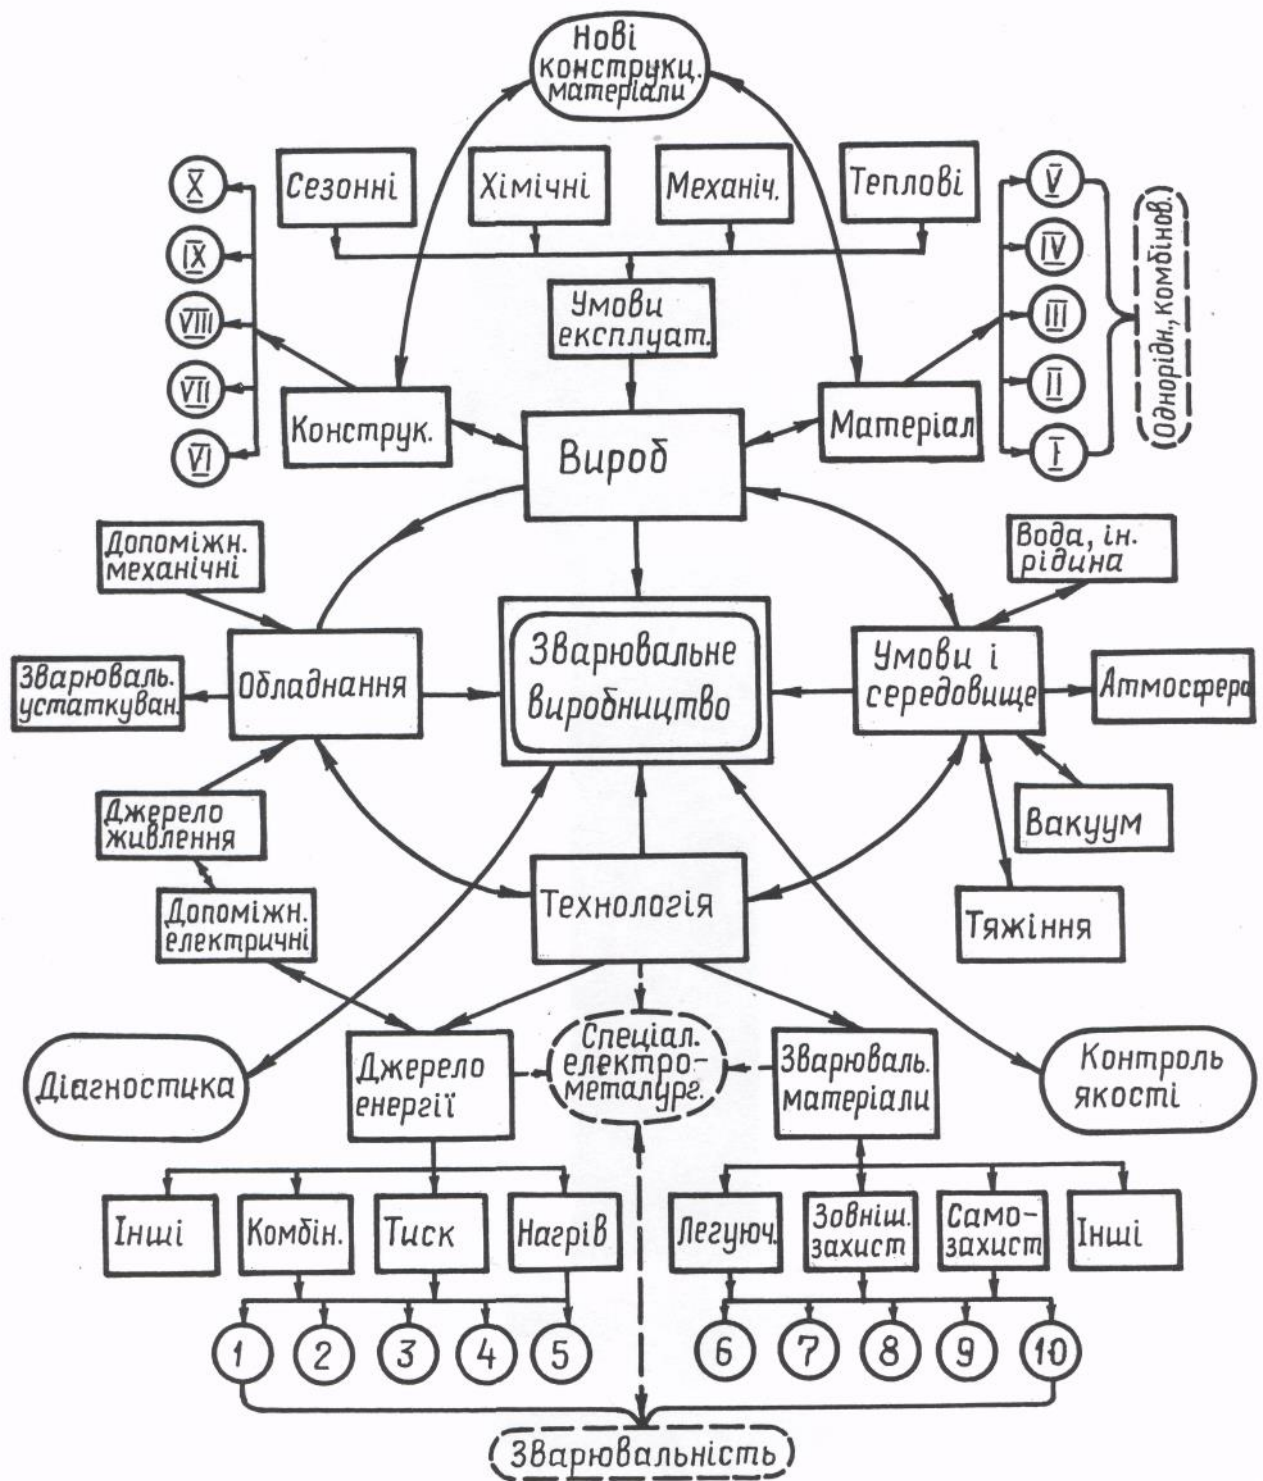 Нові
конструкц.
матеріали
Сезонні
Хімічні
Механіч.
Теплові
X
IX
VIII
VII
VI
V
IV
III
II
I
Однорідн., комбінов.
Умови
експлуат.
Конструк.
Вироб
Матеріал
Допоміжн.
механічні
Вода, ін.
рідина
Зварюваль.
устаткуван.
Обладнання
Зварювальне
виробництво
Умови і
середовище
Атмосфера
Джерело
живлення
Вакуум
Допоміжн.
електричні
Технологія
Тяжіння
Діагностика
Джерело
енергії
Спеціал.
електро-
металург.
Зварюваль.
матеріали
Контроль
якості
Інші
Комбін.
Тиск
Нагрів
Легуюч.
Зовніш.
захист
Само-
захист
Інші
1
2
3
4
5
6
7
8
9
10
Зварювальність